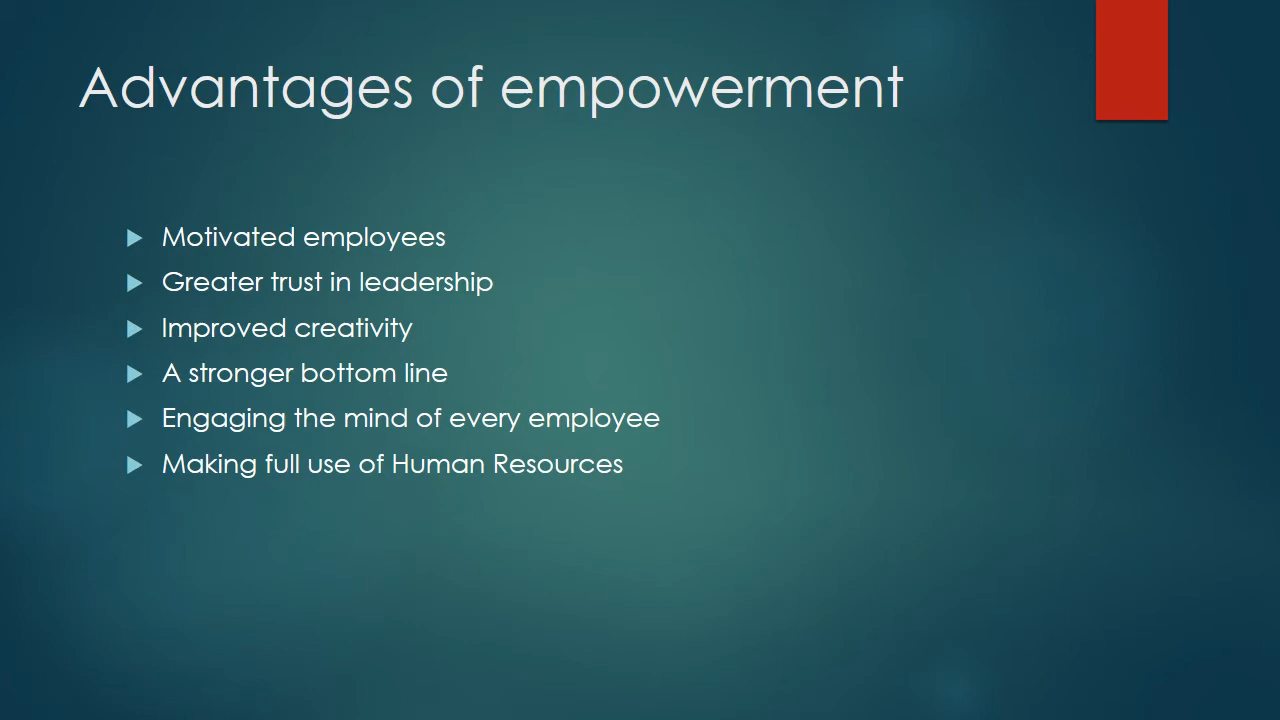 Advantages of empowerment
Motivated employees
Greater trust in leadership
Improved creativity
A stronger bottom line
Engaging the mind of every employee
Making full use of Human Resources